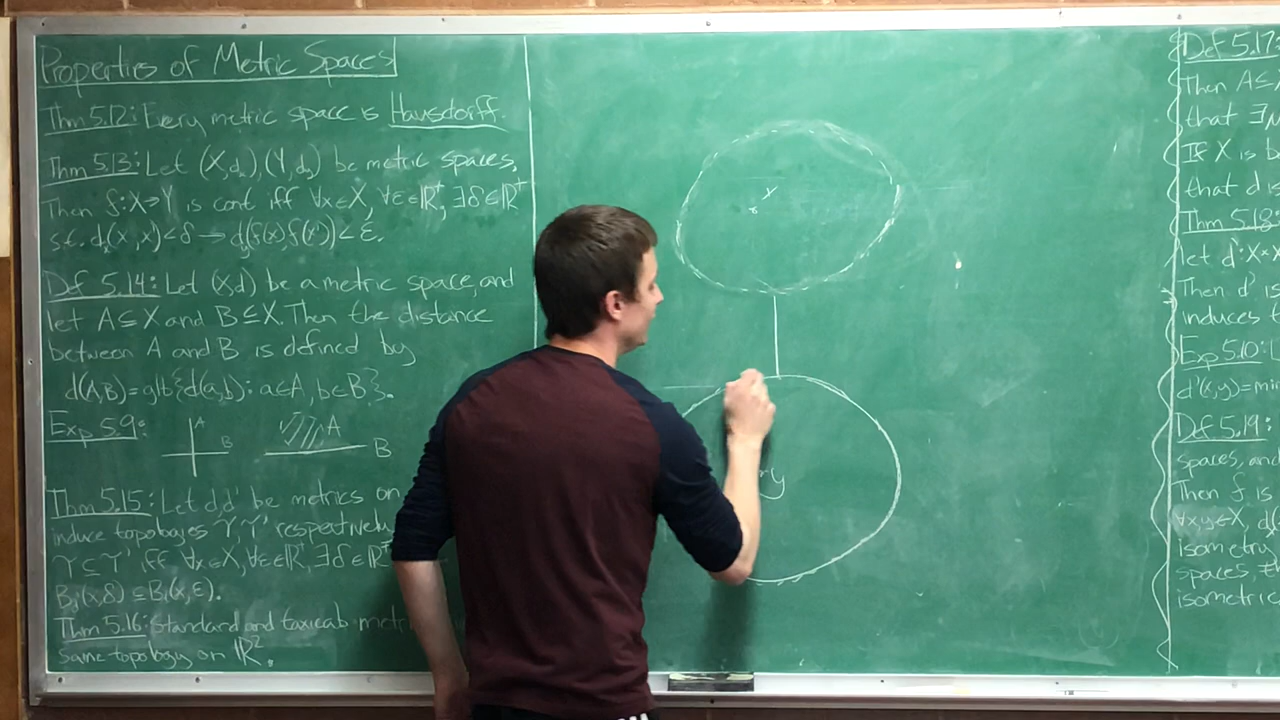 Properties of Metric Spaces
Thm 5.12: Every metric space is Hausdorff.
Thm 5.13: Let (X,dₓ), (Y,dᵧ) be metric spaces.
Then f:X→Y is cont iff ∀x∈X, ∀ε∈ℝ⁺, ∃δ∈ℝ⁺
s.t. dₓ(x,x')<δ → dᵧ(f(x),f(x'))<ε.
Def 5.14: Let (X,d) be a metric space, and
let A⊆X and B⊆X. Then the distance
between A and B is defined by
d(A,B)=glb{d(a,b): a∈A, b∈B}.
Exp 5.9:
A
B
A
B
Thm 5.15: Let d,d' be metrics on
induce topologies Υ,Υ' respectively
Υ⊆Υ' iff ∀x∈X, ∀ε∈ℝ⁺, ∃δ∈ℝ⁺
(x,δ)⊆B (x,ε).
Thm 5.16: Standard and taxicab metr
same topology on ℝ².
x
y
Def 5.17:
Then A⊆
that ∃
If X is b
that d is
Thm 5.18:
let d':X×X
Then d' is
induces t
Exp 5.10: L
d'(x,y)=min
Def 5.19:
spaces, and
Then f is
∀x,y∈X, d(
isometry
spaces, th
isometric